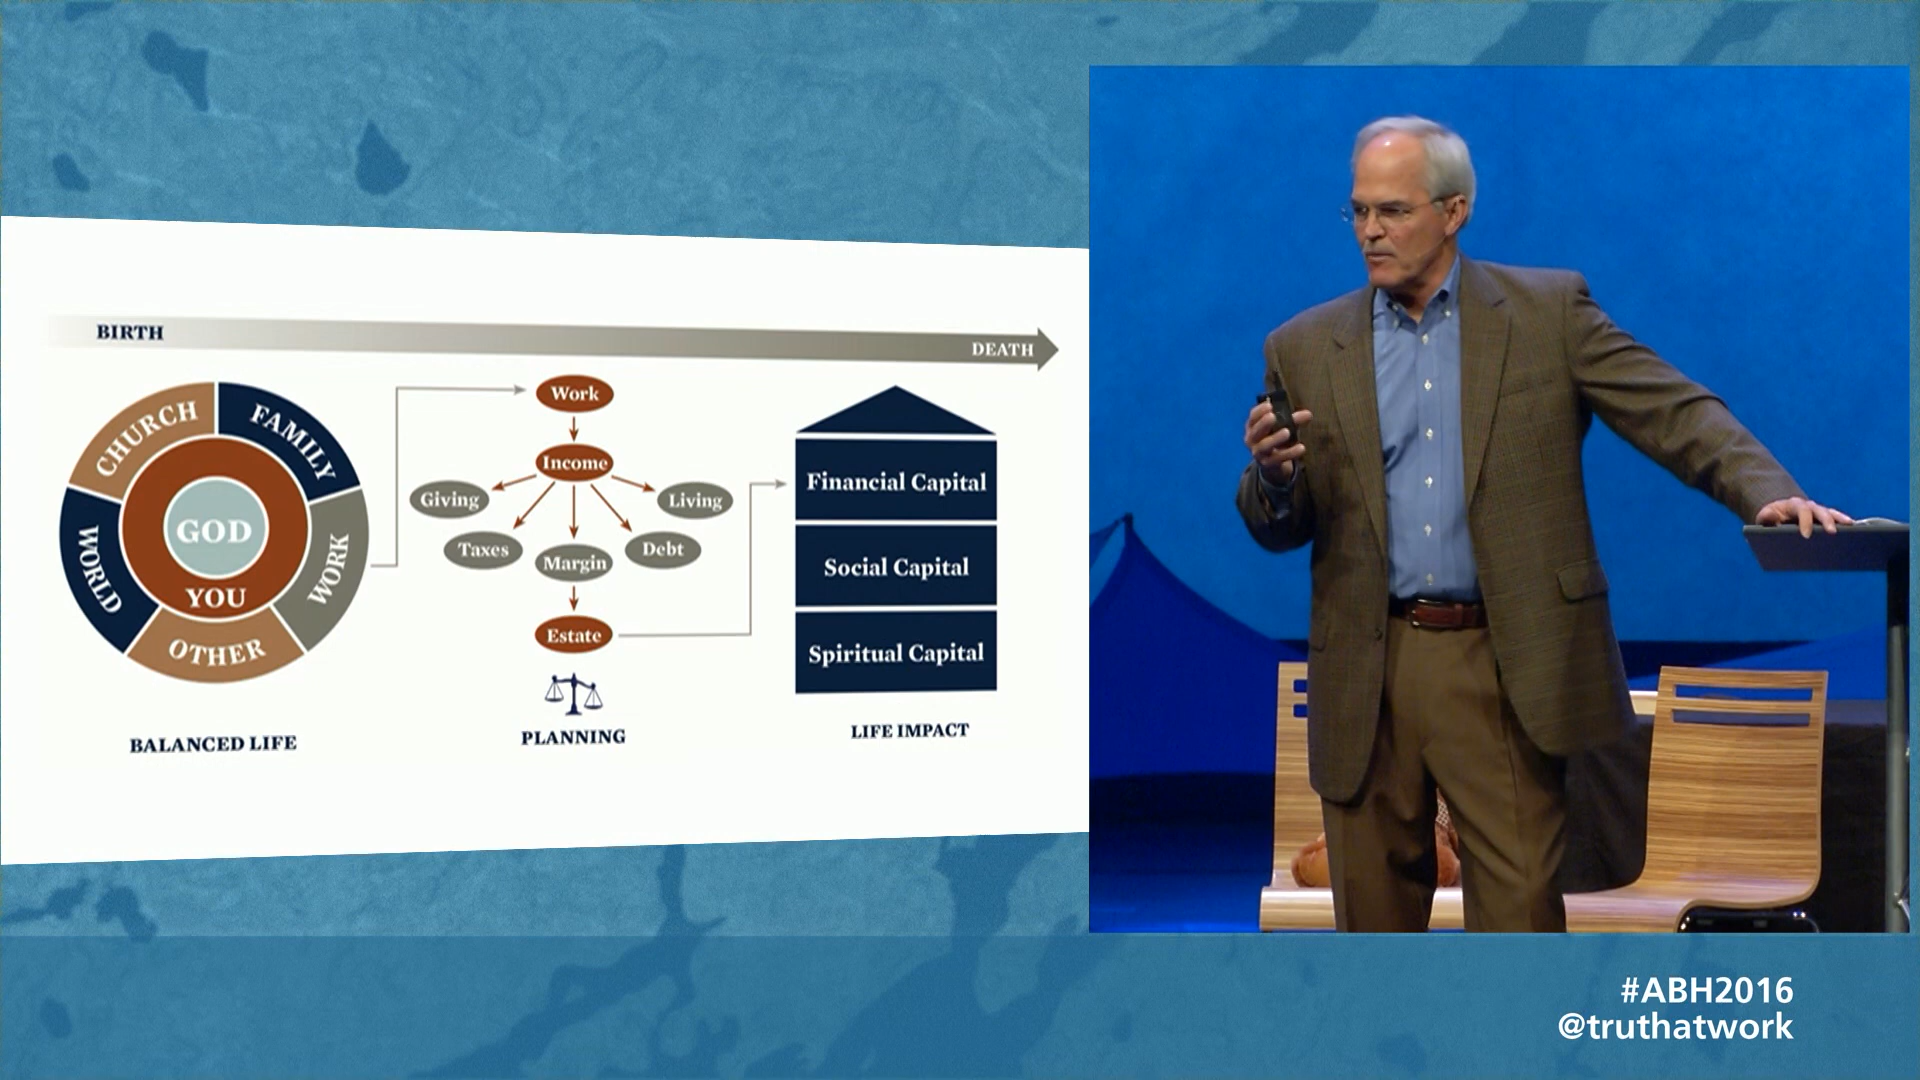 BIRTH
DEATH
CHURCH
FAMILY
WORLD
GOD
YOU
WORK
OTHER
BALANCED LIFE
Work
Income
Giving
Living
Taxes
Margin
Debt
Estate
PLANNING
Financial Capital
Social Capital
Spiritual Capital
LIFE IMPACT
#ABH2016
@truthatwork